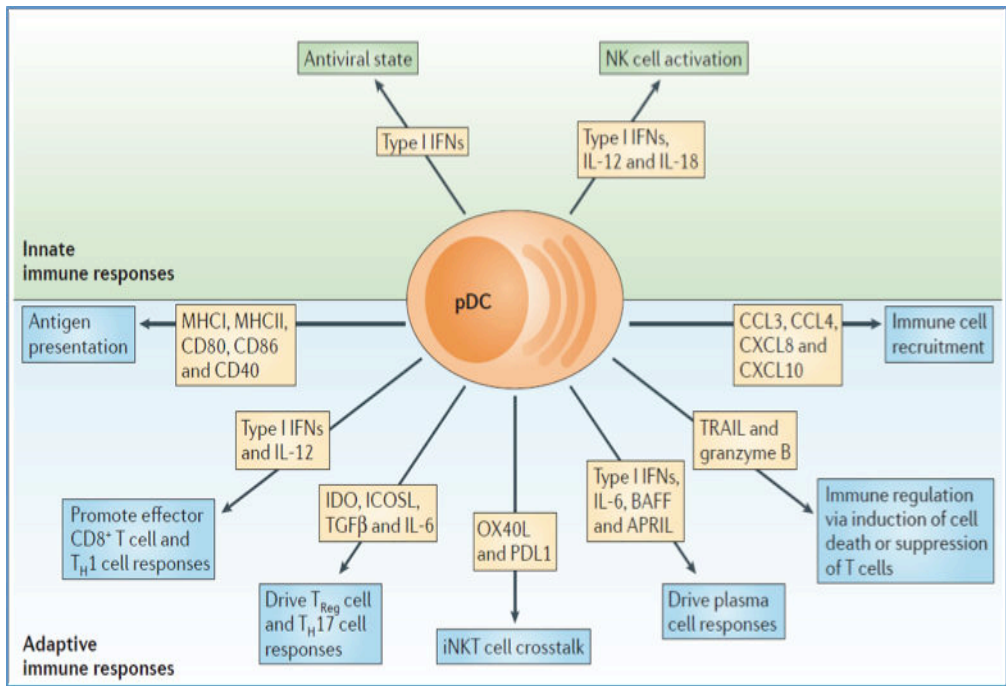 Antiviral state
NK cell activation
Type I IFNs
Type I IFNs,
IL-12 and IL-18
Innate
immune responses
pDC
Antigen
presentation
MHCI, MHCII,
CD80, CD86
and CD40
CCL3, CCL4,
CXCL8 and
CXCL10
Immune cell
recruitment
Type I IFNs
and IL-12
TRAIL and
granzyme B
IDO, ICOSL,
TGFβ and IL-6
OX40L
and PDL1
Type I IFNs,
IL-6, BAFF
and APRIL
Promote effector
CD8⁺ T cell and
T_H1 cell responses
Drive T_Reg cell
and T_H17 cell
responses
iNKT cell crosstalk
Drive plasma
cell responses
Immune regulation
via induction of cell
death or suppression
of T cells
Adaptive
immune responses